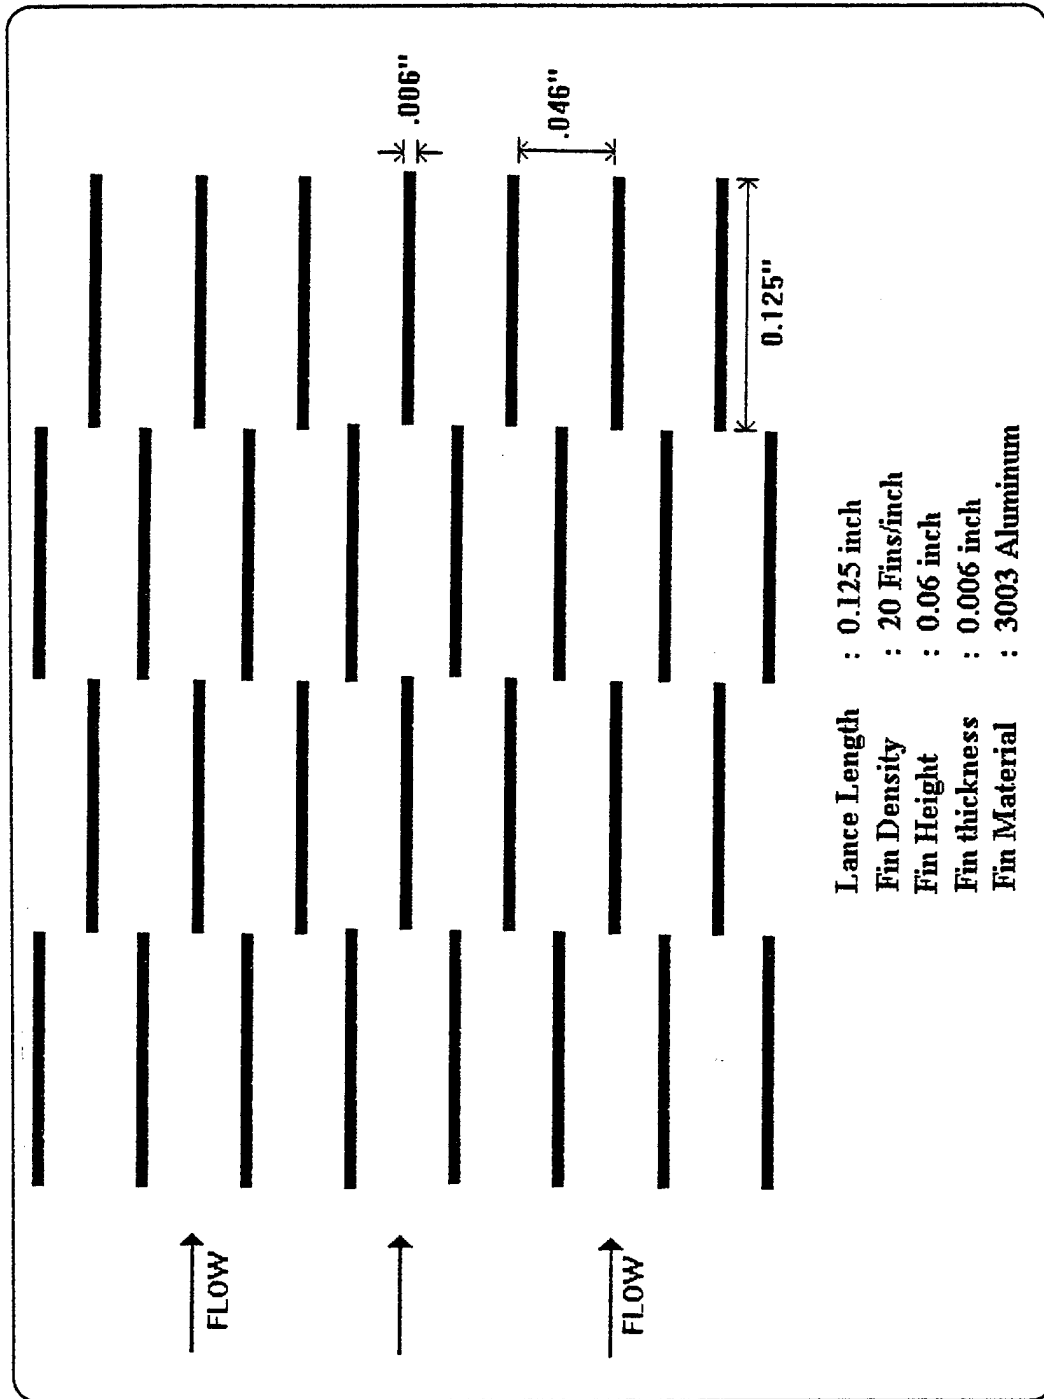 .006"
.046"
0.125"
FLOW
FLOW
Lance Length : 0.125 inch
Fin Density : 20 Fins/inch
Fin Height : 0.06 inch
Fin thickness : 0.006 inch
Fin Material : 3003 Aluminum